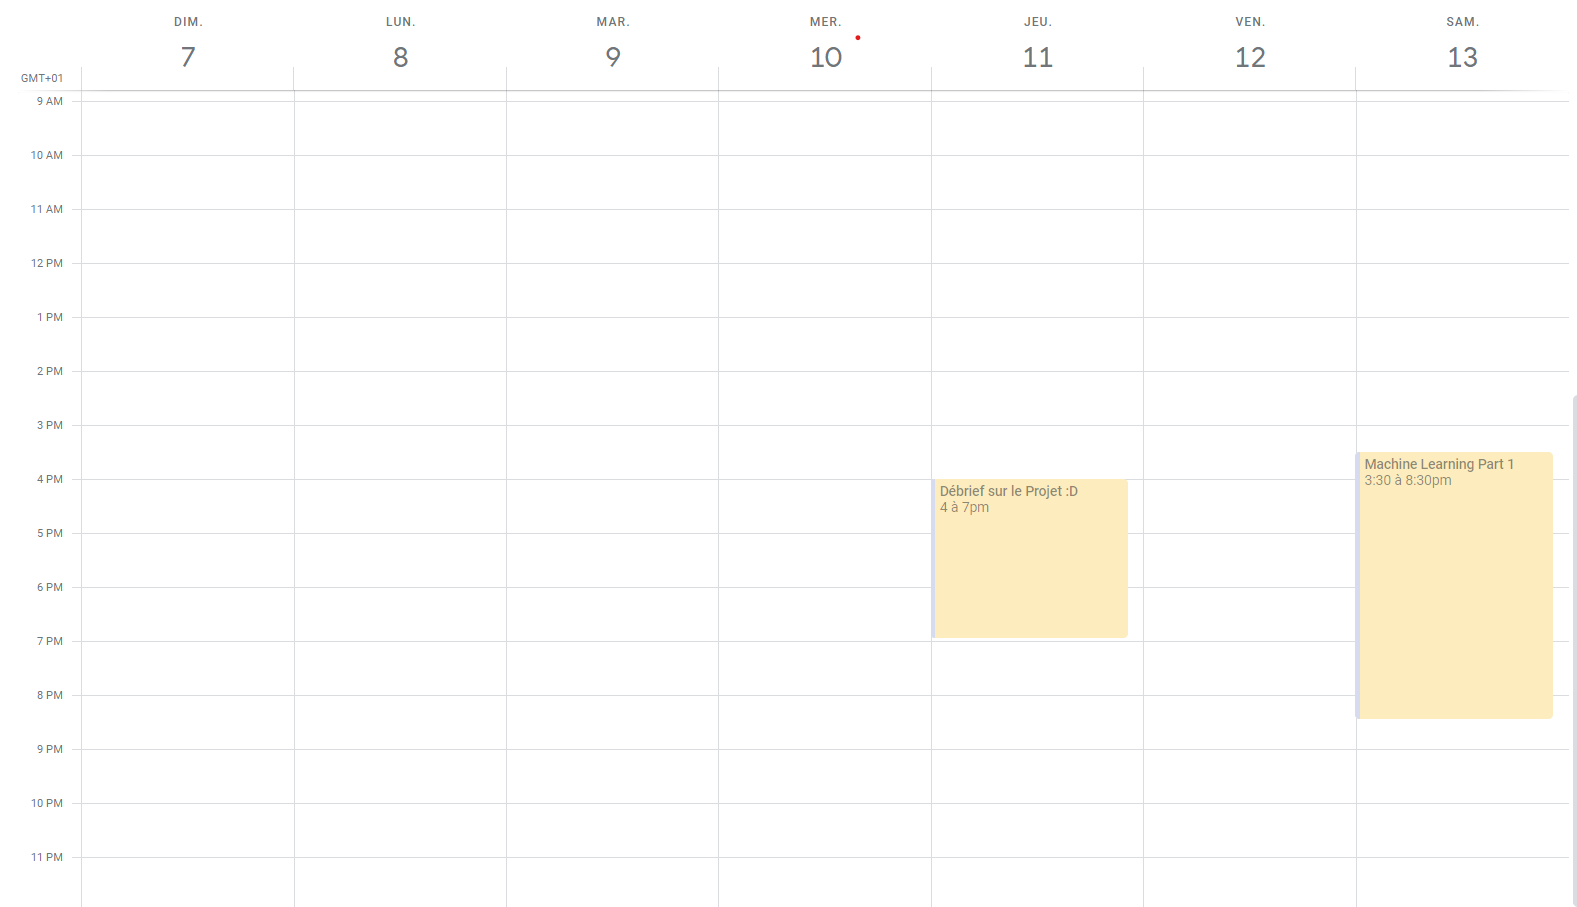 DIM. LUN. MAR. MER. JEU. VEN. SAM.
7 8 9 10 11 12 13
GMT+01
9 AM
10 AM
11 AM
12 PM
1 PM
2 PM
3 PM
Machine Learning Part 1
3:30 à 8:30pm
4 PM
Débrief sur le Projet :D
4 à 7pm
5 PM
6 PM
7 PM
8 PM
9 PM
10 PM
11 PM